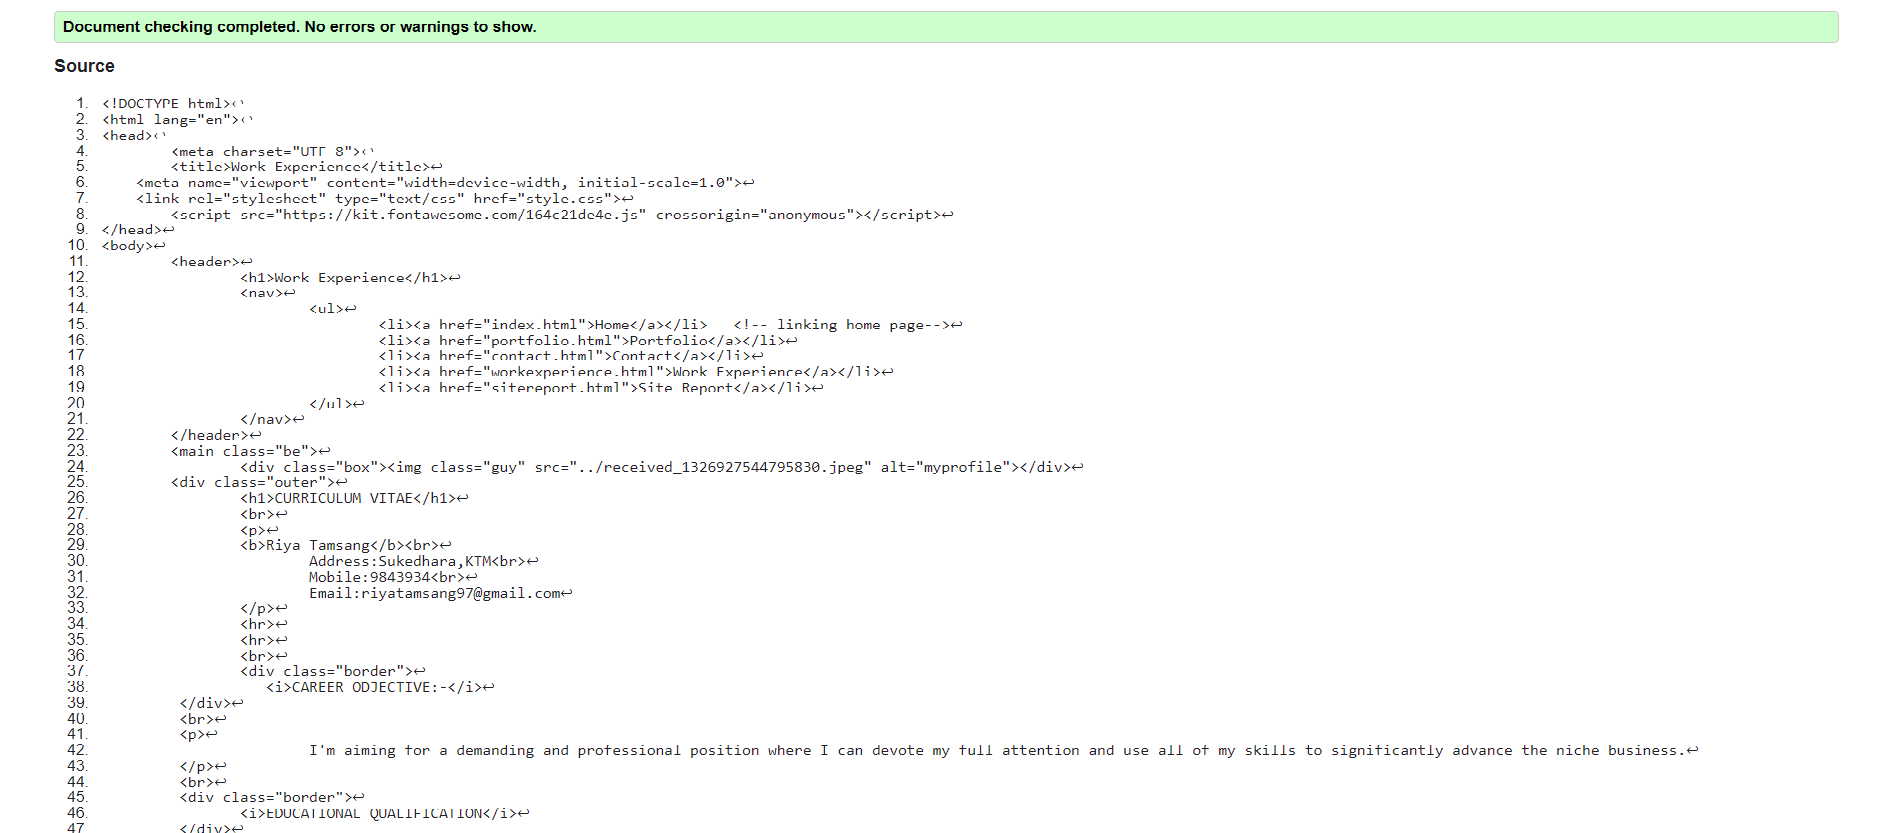 Document checking completed. No errors or warnings to show.
Source
1. <!DOCTYPE html>↩
2. <html lang="en">↩
3. <head>↩
4. <meta charset="UTF-8">↩
5. <title>Work Experience</title>↩
6. <meta name="viewport" content="width=device-width, initial-scale=1.0">↩
7. <link rel="stylesheet" type="text/css" href="style.css">↩
8. <script src="https://kit.fontawesome.com/164c21de4e.js" crossorigin="anonymous"></script>↩
9. </head>↩
10. <body>↩
11. <header>↩
12. <h1>Work Experience</h1>↩
13. <nav>↩
14. <ul>↩
15. <li><a href="index.html">Home</a></li> <!-- linking home page-->↩
16. <li><a href="portfolio.html">Portfolio</a></li>↩
17. <li><a href="contact.html">Contact</a></li>↩
18. <li><a href="workexperience.html">Work Experience</a></li>↩
19. <li><a href="sitereport.html">Site Report</a></li>↩
20. </ul>↩
21. </nav>↩
22. </header>↩
23. <main class="be">↩
24. <div class="box"><img class="guy" src="../received_1326927544795830.jpeg" alt="myprofile"></div>↩
25. <div class="outer">↩
26. <h1>CURRICULUM VITAE</h1>↩
27. <br>↩
28. <p>↩
29. <b>Riya Tamsang</b><br>↩
30. Address:Sukedhara,KTM<br>↩
31. Mobile:9843934<br>↩
32. Email:riyatamsang97@gmail.com↩
33. </p>↩
34. <hr>↩
35. <hr>↩
36. <br>↩
37. <div class="border">↩
38. <i>CAREER OBJECTIVE:-</i>↩
39. </div>↩
40. <br>↩
41. <p>↩
42. I'm aiming for a demanding and professional position where I can devote my full attention and use all of my skills to significantly advance the niche business.↩
43. </p>↩
44. <br>↩
45. <div class="border">↩
46. <i>EDUCATIONAL QUALIFICATION</i>↩
47. </div>↩